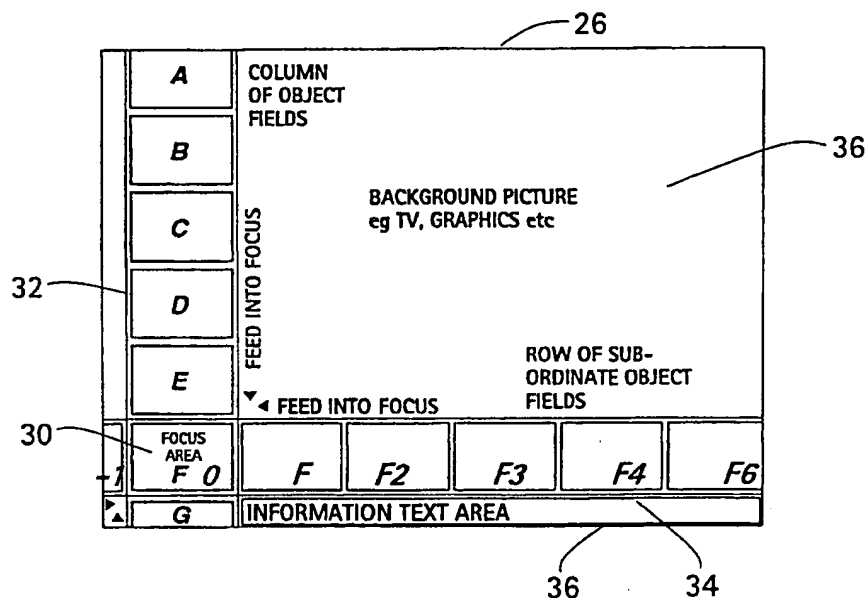 26
A
COLUMN
OF OBJECT
FIELDS
B
36
BACKGROUND PICTURE
eg TV, GRAPHICS etc
C
FEED INTO FOCUS
32
D
E
ROW OF SUB-
ORDINATE OBJECT
FIELDS
FEED INTO FOCUS
30
FOCUS
AREA
-1 F 0 F F2 F3 F4 F6
G INFORMATION TEXT AREA
36 34